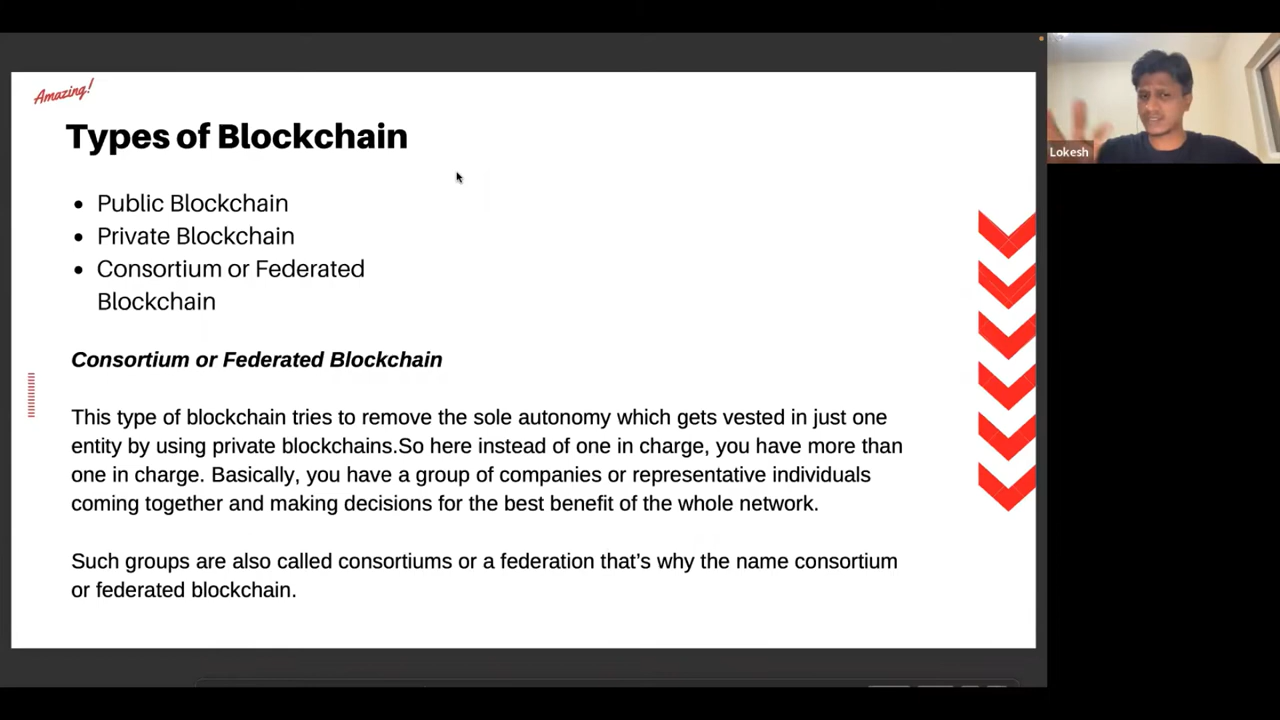 Amazing!
Types of Blockchain
• Public Blockchain
• Private Blockchain
• Consortium or Federated
Blockchain
Consortium or Federated Blockchain
This type of blockchain tries to remove the sole autonomy which gets vested in just one
entity by using private blockchains.So here instead of one in charge, you have more than
one in charge. Basically, you have a group of companies or representative individuals
coming together and making decisions for the best benefit of the whole network.
Such groups are also called consortiums or a federation that's why the name consortium
or federated blockchain.
Lokesh